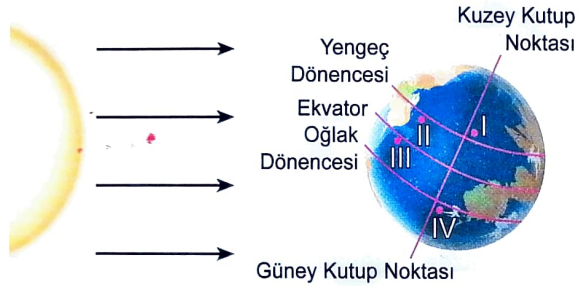 Kuzey Kutup
Noktası
Yengeç
Dönencesi
Ekvator
Oğlak
Dönencesi
I
II
III
IV
Güney Kutup Noktası